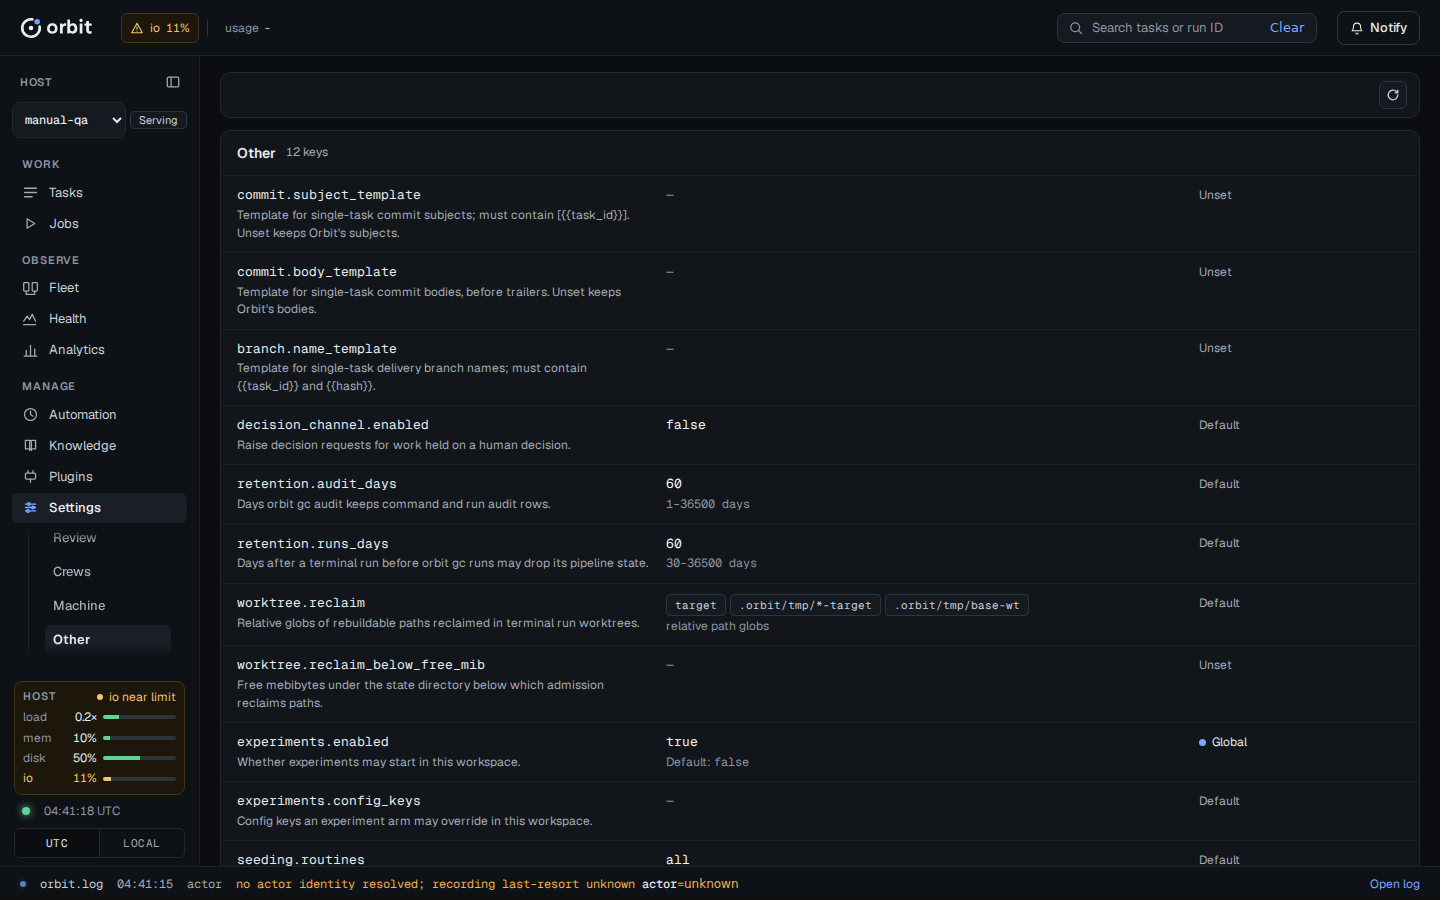 orbit
io 11%
usage -
Search tasks or run ID
Clear
Notify
HOST
manual-qa
Serving
WORK
Tasks
Jobs
OBSERVE
Fleet
Health
Analytics
MANAGE
Automation
Knowledge
Plugins
Settings
Review
Crews
Machine
Other
HOST
io near limit
load 0.2×
mem 10%
disk 50%
io 11%
04:41:18 UTC
UTC
LOCAL
Other 12 keys
commit.subject_template – Unset
Template for single-task commit subjects; must contain [{{task_id}}].
Unset keeps Orbit's subjects.
commit.body_template – Unset
Template for single-task commit bodies, before trailers. Unset keeps
Orbit's bodies.
branch.name_template – Unset
Template for single-task delivery branch names; must contain
{{task_id}} and {{hash}}.
decision_channel.enabled false Default
Raise decision requests for work held on a human decision.
retention.audit_days 60 Default
Days orbit gc audit keeps command and run audit rows. 1–36500 days
retention.runs_days 60 Default
Days after a terminal run before orbit gc runs may drop its pipeline state. 30–36500 days
worktree.reclaim target .orbit/tmp/*-target .orbit/tmp/base-wt Default
Relative globs of rebuildable paths reclaimed in terminal run worktrees. relative path globs
worktree.reclaim_below_free_mib – Unset
Free mebibytes under the state directory below which admission
reclaims paths.
experiments.enabled true Global
Whether experiments may start in this workspace. Default: false
experiments.config_keys – Default
Config keys an experiment arm may override in this workspace.
seeding.routines all Default
orbit.log 04:41:15 actor no actor identity resolved; recording last-resort unknown actor=unknown
Open log